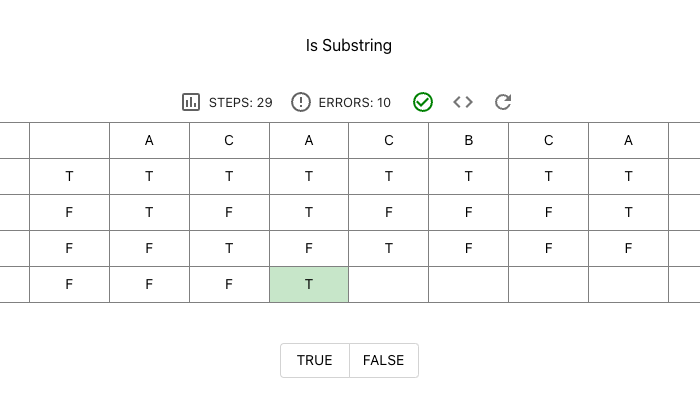 Is Substring
STEPS: 29 ERRORS: 10
A C A C B C A
T T T T T T T T
F T F T F F F T
F F T F T F F F
F F F T
TRUE FALSE